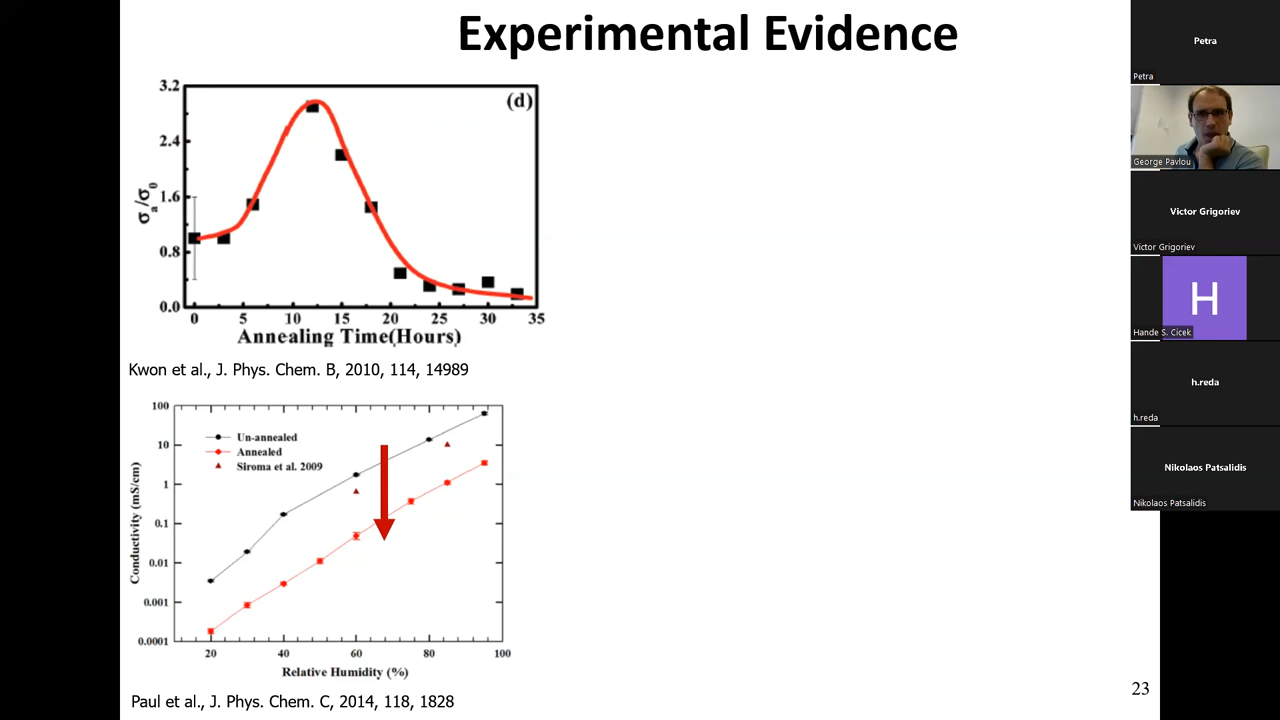 Experimental Evidence
3.2
2.4
1.6
0.8
0.0
σa/σ0
(d)
0 5 10 15 20 25 30 35
Annealing Time(Hours)
Kwon et al., J. Phys. Chem. B, 2010, 114, 14989
100
10
1
0.1
0.01
0.001
0.0001
Conductivity (mS/cm)
Un-annealed
Annealed
Siroma et al. 2009
20 40 60 80 100
Relative Humidity (%)
Paul et al., J. Phys. Chem. C, 2014, 118, 1828
23
Petra
Petra
George Pavlou
Victor Grigoriev
Victor Grigoriev
H
Hande S. Cicek
h.reda
h.reda
Nikolaos Patsalidis
Nikolaos Patsalidis